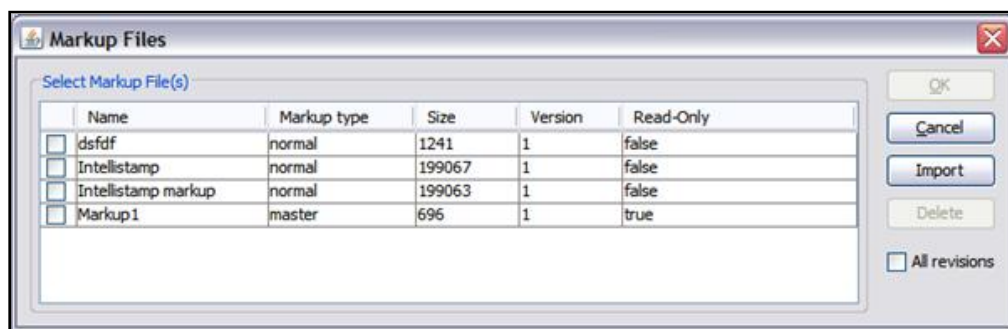 Markup Files
Select Markup File(s)
Name Markup type Size Version Read-Only
dsfdf normal 1241 1 false
Intellistamp normal 199067 1 false
Intellistamp markup normal 199063 1 false
Markup1 master 696 1 true
OK
Cancel
Import
Delete
All revisions